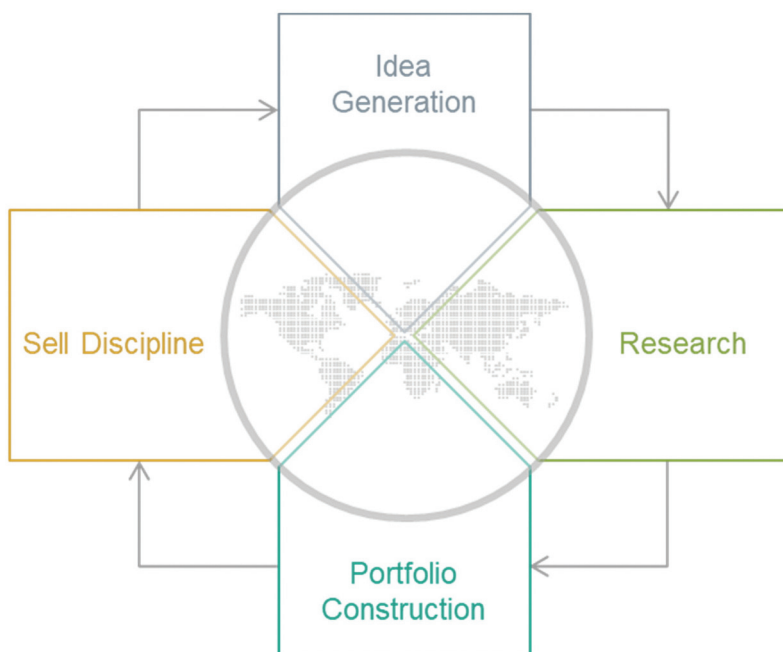 Idea
Generation
Sell Discipline
Research
Portfolio
Construction